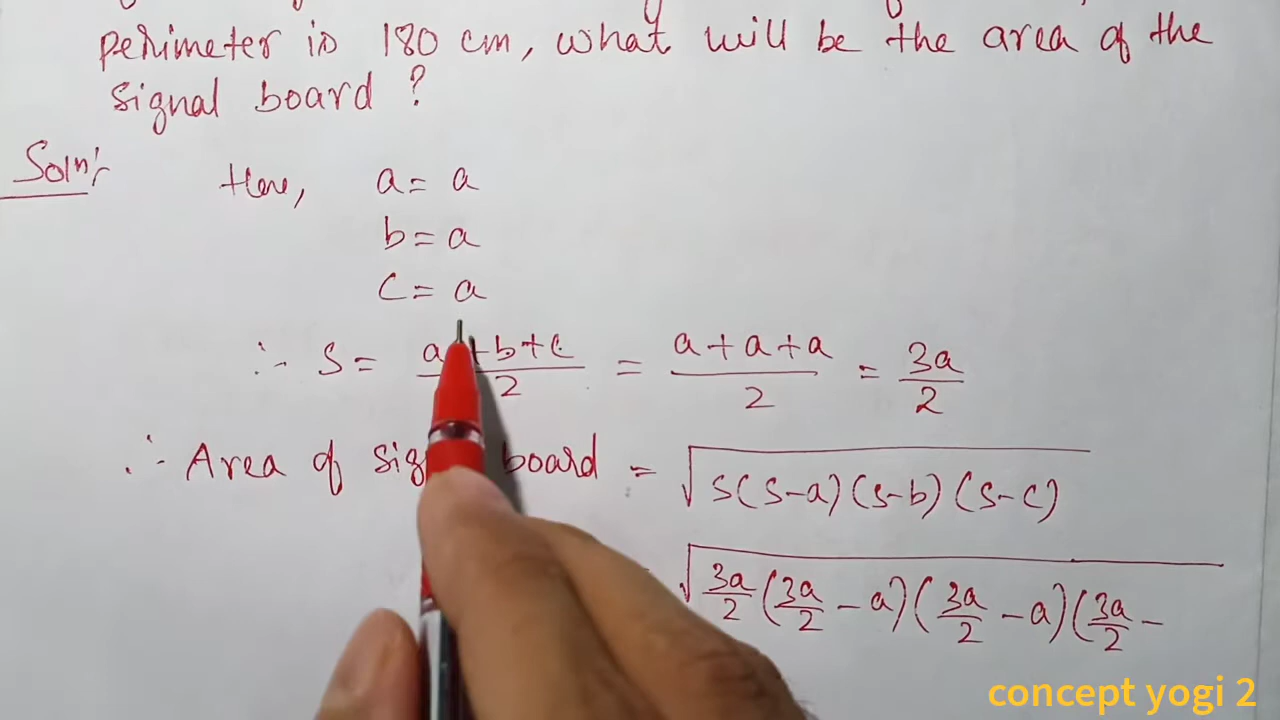 perimeter is 180 cm, what will be the area of the
signal board ?
Soln:
Here, a = a
b = a
c = a
∴ S = a+b+c/2 = a+a+a/2 = 3a/2
∴ Area of sig board = √S(S-a)(S-b)(S-c)
√3a/2(3a/2 - a)(3a/2 - a)(3a/2 -
concept yogi 2